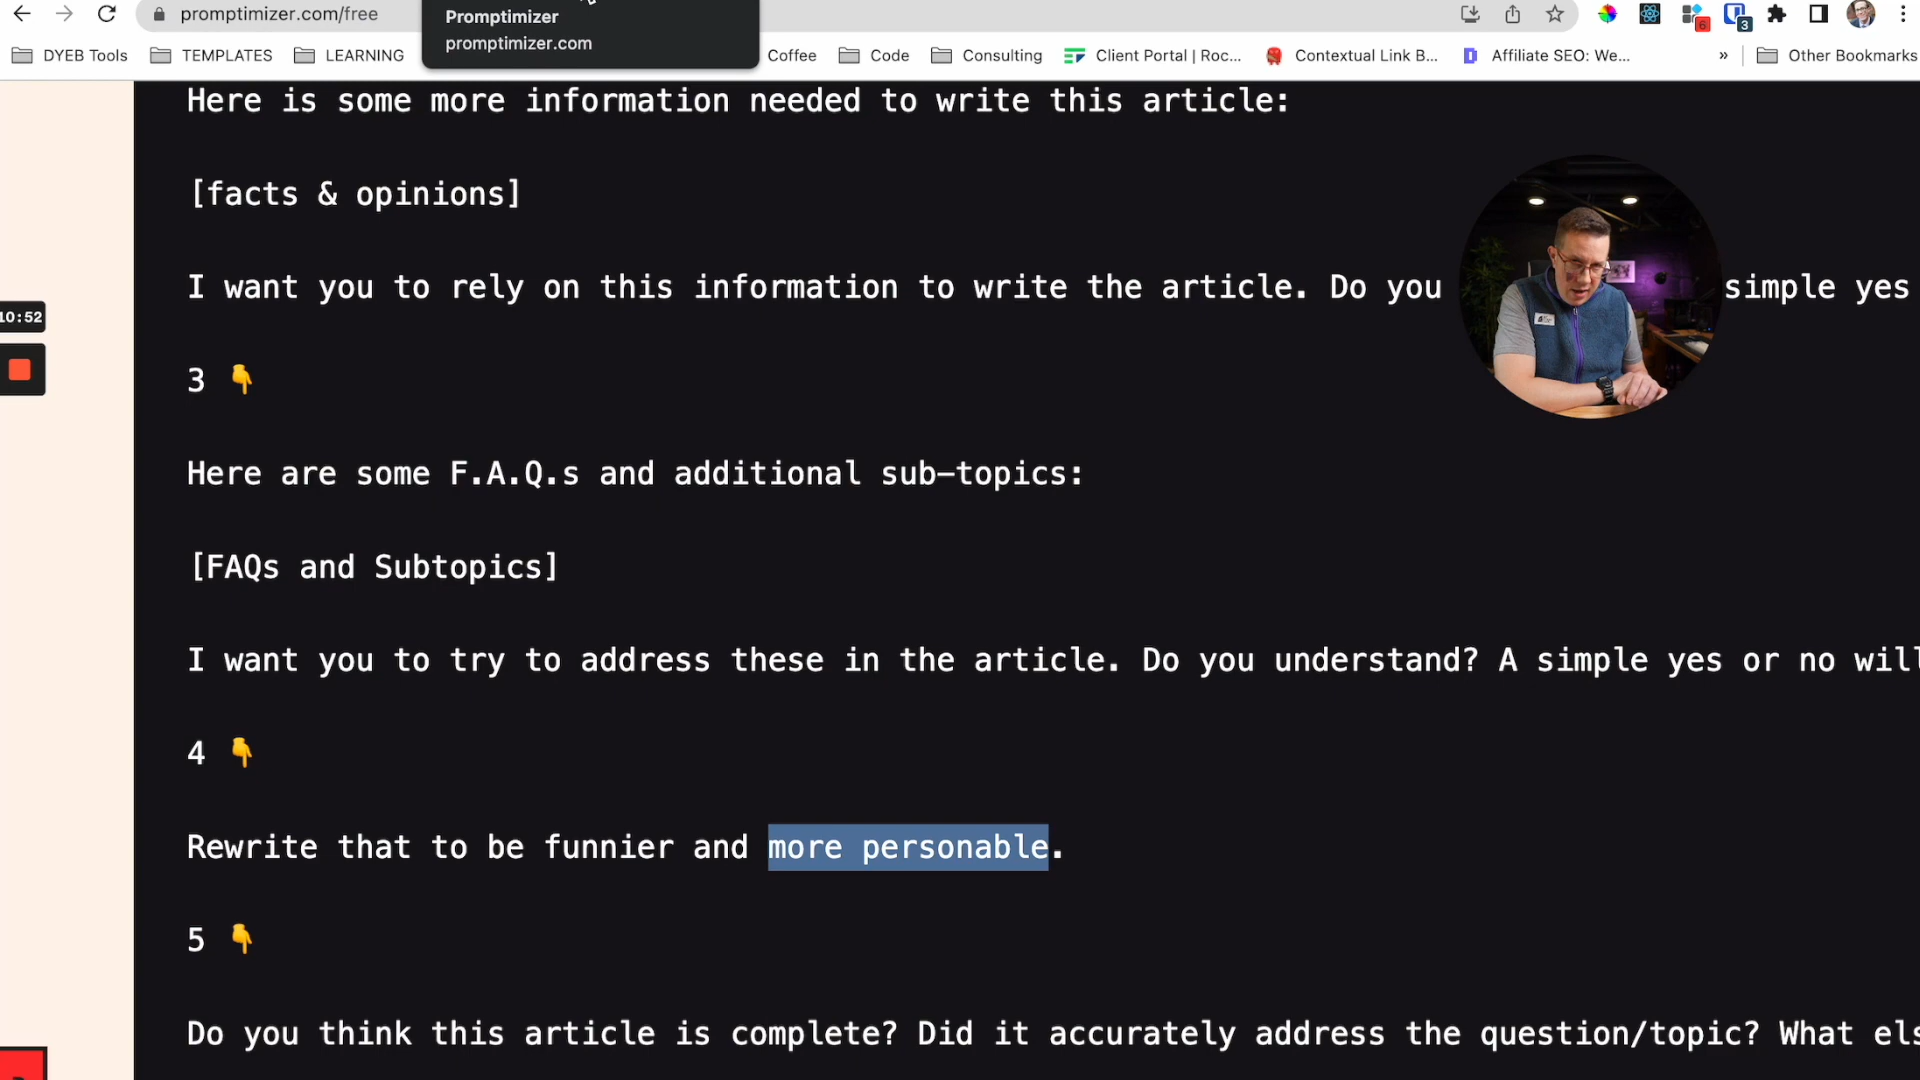 promptimizer.com/free
Promptimizer
promptimizer.com
6
3
DYEB Tools
TEMPLATES
LEARNING
Coffee
Code
Consulting
Client Portal | Roc...
Contextual Link B...
Affiliate SEO: We...
»
Other Bookmarks
Here is some more information needed to write this article:
[facts & opinions]
I want you to rely on this information to write the article. Do you simple yes
10:52
3 👇
Here are some F.A.Q.s and additional sub-topics:
[FAQs and Subtopics]
I want you to try to address these in the article. Do you understand? A simple yes or no will
4 👇
Rewrite that to be funnier and more personable.
5 👇
Do you think this article is complete? Did it accurately address the question/topic? What els